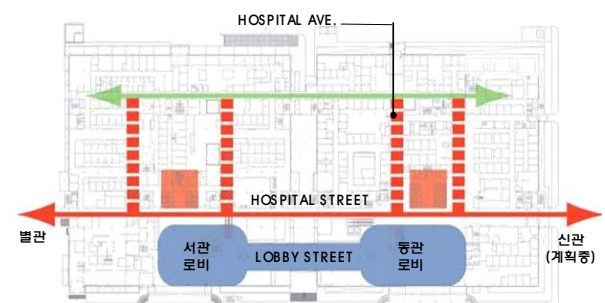 HOSPITAL AVE.
HOSPITAL STREET
별관
서관
로비
LOBBY STREET
동관
로비
신관
(계획중)